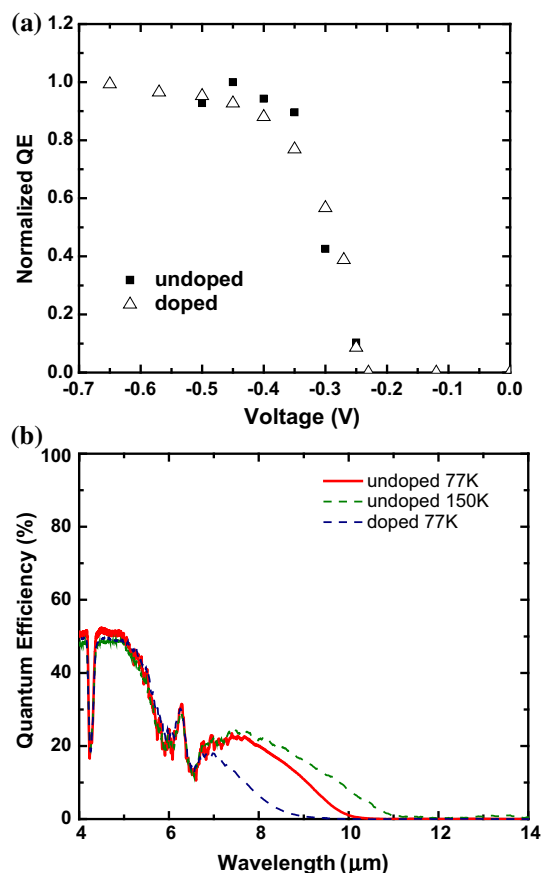 (a)
1.2
1.0
0.8
0.6
0.4
0.2
0.0
Normalized QE
undoped
doped
-0.7 -0.6 -0.5 -0.4 -0.3 -0.2 -0.1 0.0
Voltage (V)
(b)
100
80
60
40
20
0
Quantum Efficiency (%)
undoped 77K
undoped 150K
doped 77K
4 6 8 10 12 14
Wavelength (μm)